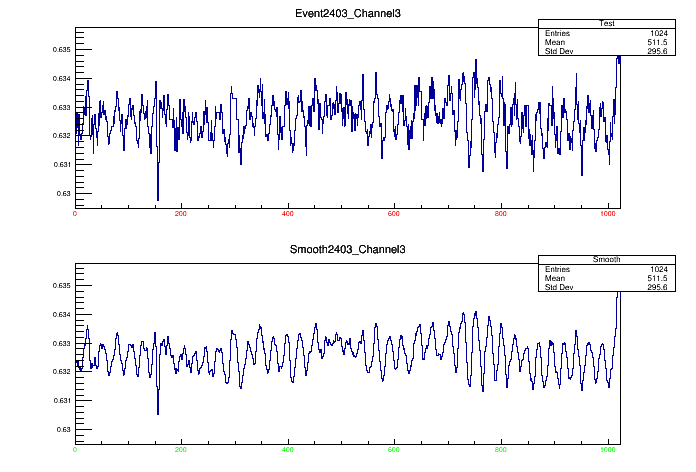 Event2403_Channel3
Test
Entries 1024
Mean 511.5
Std Dev 295.6
0.635
0.634
0.633
0.632
0.631
0.63
0 200 400 600 800 1000
Smooth2403_Channel3
Smooth
Entries 1024
Mean 511.5
Std Dev 295.6
0.635
0.634
0.633
0.632
0.631
0.63
0 200 400 600 800 1000